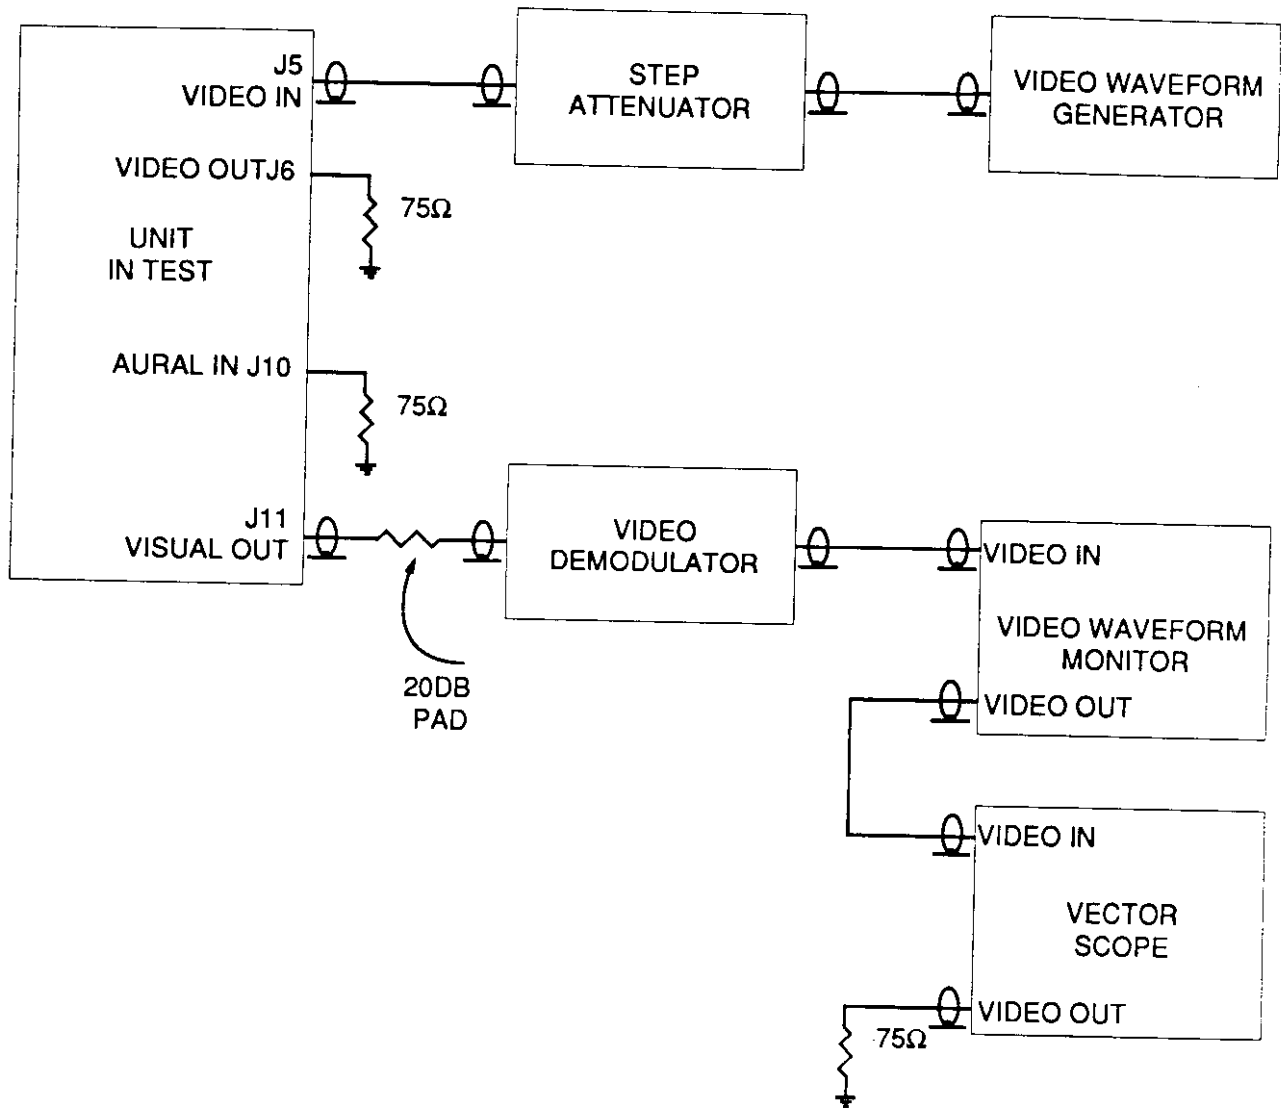 J5
VIDEO IN
VIDEO OUTJ6
75Ω
UNIT
IN TEST
AURAL IN J10
75Ω
J11
VISUAL OUT
20DB
PAD
STEP
ATTENUATOR
VIDEO WAVEFORM
GENERATOR
VIDEO
DEMODULATOR
VIDEO IN
VIDEO WAVEFORM
MONITOR
VIDEO OUT
VIDEO IN
VECTOR
SCOPE
VIDEO OUT
75Ω